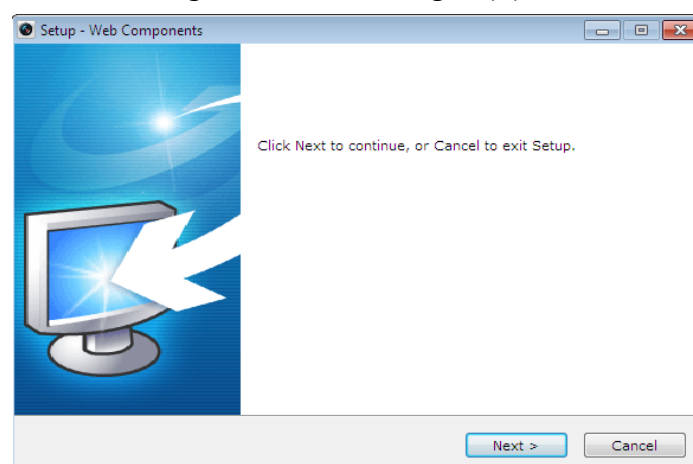 Setup - Web Components
Click Next to continue, or Cancel to exit Setup.
Next >
Cancel